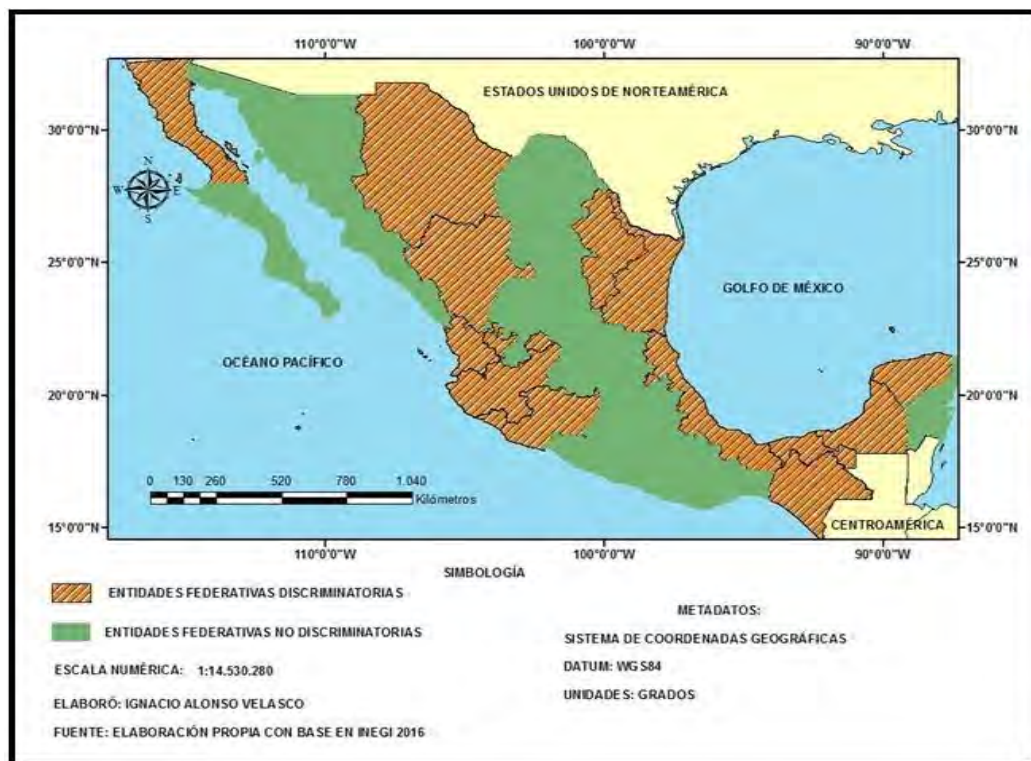 110°0'0"W 100°0'0"W 90°0'0"W
ESTADOS UNIDOS DE NORTEAMÉRICA
30°0'0"N 30°0'0"N
N
W E
S
25°0'0"N 25°0'0"N
GOLFO DE MÉXICO
OCÉANO PACÍFICO
20°0'0"N 20°0'0"N
0 130 260 520 780 1.040
Kilómetros
15°0'0"N 15°0'0"N
CENTROAMÉRICA
110°0'0"W 100°0'0"W 90°0'0"W
SIMBOLOGÍA
ENTIDADES FEDERATIVAS DISCRIMINATORIAS
ENTIDADES FEDERATIVAS NO DISCRIMINATORIAS
ESCALA NUMÉRICA: 1:14.530.280
ELABORÓ: IGNACIO ALONSO VELASCO
FUENTE: ELABORACIÓN PROPIA CON BASE EN INEGI 2016
METADATOS:
SISTEMA DE COORDENADAS GEOGRÁFICAS
DATUM: WGS84
UNIDADES: GRADOS